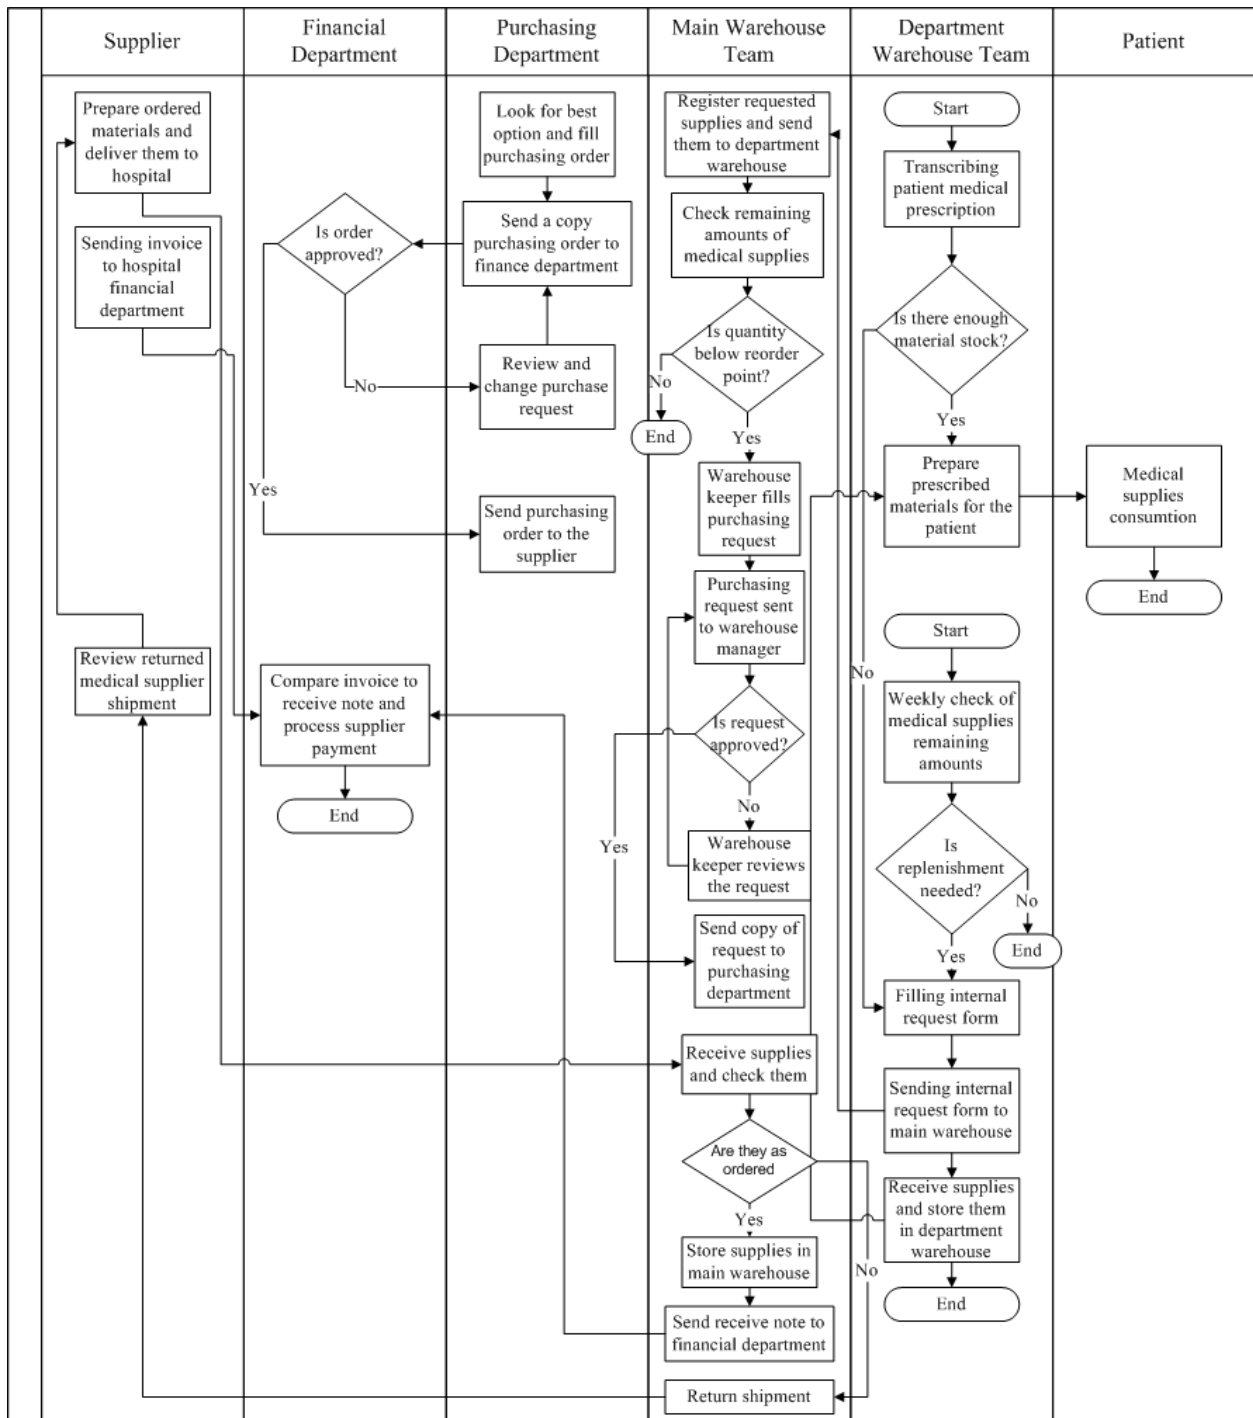 Supplier
Financial
Department
Purchasing
Department
Main Warehouse
Team
Department
Warehouse Team
Patient
Prepare ordered
materials and
deliver them to
hospital
Sending invoice
to hospital
financial
department
Review returned
medical supplier
shipment
Is order
approved?
No
Yes
Compare invoice to
receive note and
process supplier
payment
End
Look for best
option and fill
purchasing order
Send a copy
purchasing order to
finance department
Review and
change purchase
request
Send purchasing
order to the
supplier
Register requested
supplies and send
them to department
warehouse
Check remaining
amounts of
medical supplies
Is quantity
below reorder
point?
No
End
Yes
Warehouse
keeper fills
purchasing
request
Purchasing
request sent
to warehouse
manager
Is request
approved?
No
Yes
Warehouse
keeper reviews
the request
Send copy of
request to
purchasing
department
Receive supplies
and check them
Are they as
ordered
Yes
No
Store supplies in
main warehouse
Send receive note to
financial department
Return shipment
Start
Transcribing
patient medical
prescription
Is there enough
material stock?
Yes
No
Prepare
prescribed
materials for the
patient
Start
Weekly check of
medical supplies
remaining
amounts
Is
replenishment
needed?
No
End
Yes
Filling internal
request form
Sending internal
request form to
main warehouse
Receive supplies
and store them
in department
warehouse
End
Medical
supplies
consumtion
End